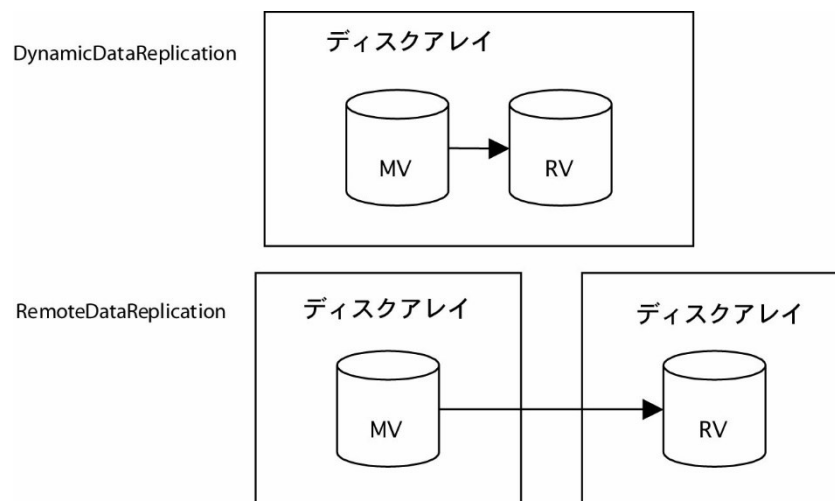 ディスクアレイ
DynamicDataReplication
MV
RV
ディスクアレイ
ディスクアレイ
RemoteDataReplication
MV
RV